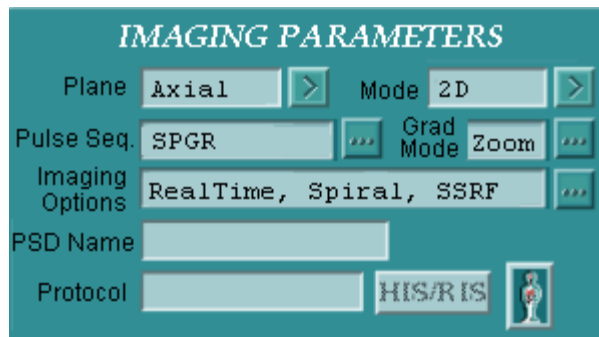 IMAGING PARAMETERS
Plane Axial > Mode 2D >
Pulse Seq. SPGR ... Grad Mode Zoom ...
Imaging Options RealTime, Spiral, SSRF ...
PSD Name
Protocol HIS/RIS